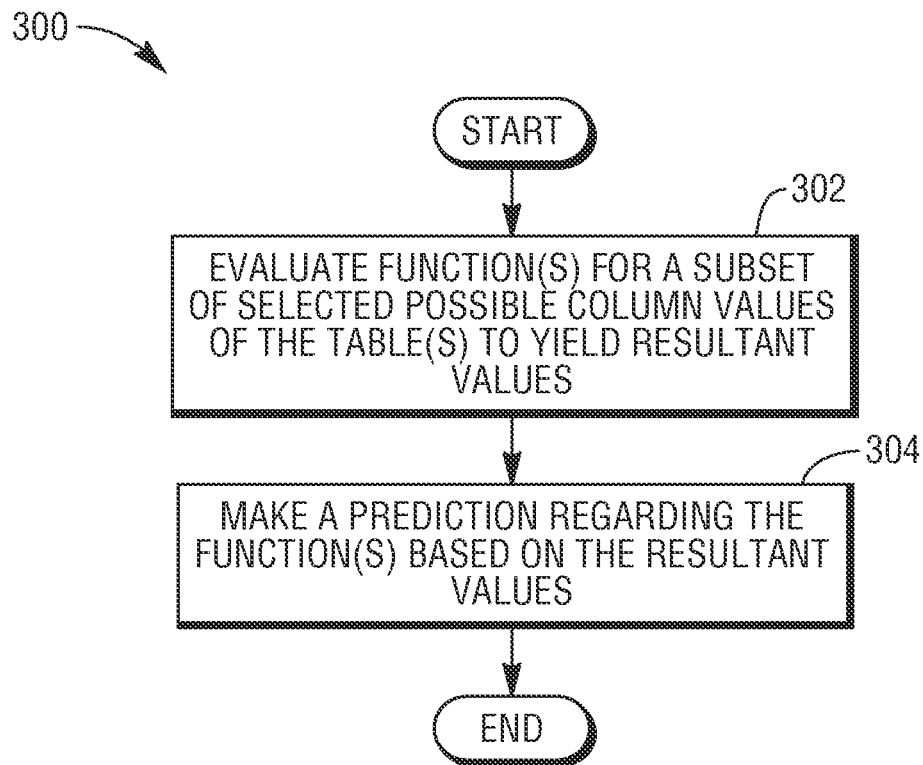 300
START
302
EVALUATE FUNCTION(S) FOR A SUBSET
OF SELECTED POSSIBLE COLUMN VALUES
OF THE TABLE(S) TO YIELD RESULTANT
VALUES
304
MAKE A PREDICTION REGARDING THE
FUNCTION(S) BASED ON THE RESULTANT
VALUES
END